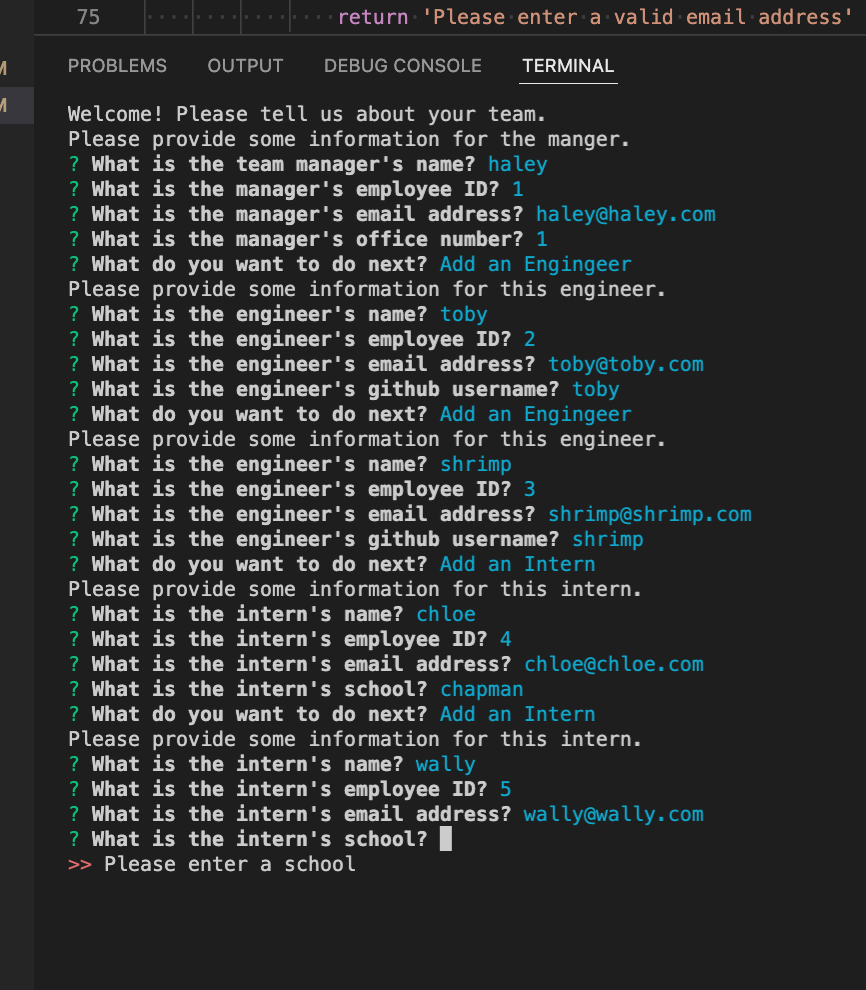 75 return 'Please enter a valid email address'
M
M
PROBLEMS OUTPUT DEBUG CONSOLE TERMINAL
Welcome! Please tell us about your team.
Please provide some information for the manger.
? What is the team manager's name? haley
? What is the manager's employee ID? 1
? What is the manager's email address? haley@haley.com
? What is the manager's office number? 1
? What do you want to do next? Add an Engingeer
Please provide some information for this engineer.
? What is the engineer's name? toby
? What is the engineer's employee ID? 2
? What is the engineer's email address? toby@toby.com
? What is the engineer's github username? toby
? What do you want to do next? Add an Engingeer
Please provide some information for this engineer.
? What is the engineer's name? shrimp
? What is the engineer's employee ID? 3
? What is the engineer's email address? shrimp@shrimp.com
? What is the engineer's github username? shrimp
? What do you want to do next? Add an Intern
Please provide some information for this intern.
? What is the intern's name? chloe
? What is the intern's employee ID? 4
? What is the intern's email address? chloe@chloe.com
? What is the intern's school? chapman
? What do you want to do next? Add an Intern
Please provide some information for this intern.
? What is the intern's name? wally
? What is the intern's employee ID? 5
? What is the intern's email address? wally@wally.com
? What is the intern's school?
>> Please enter a school